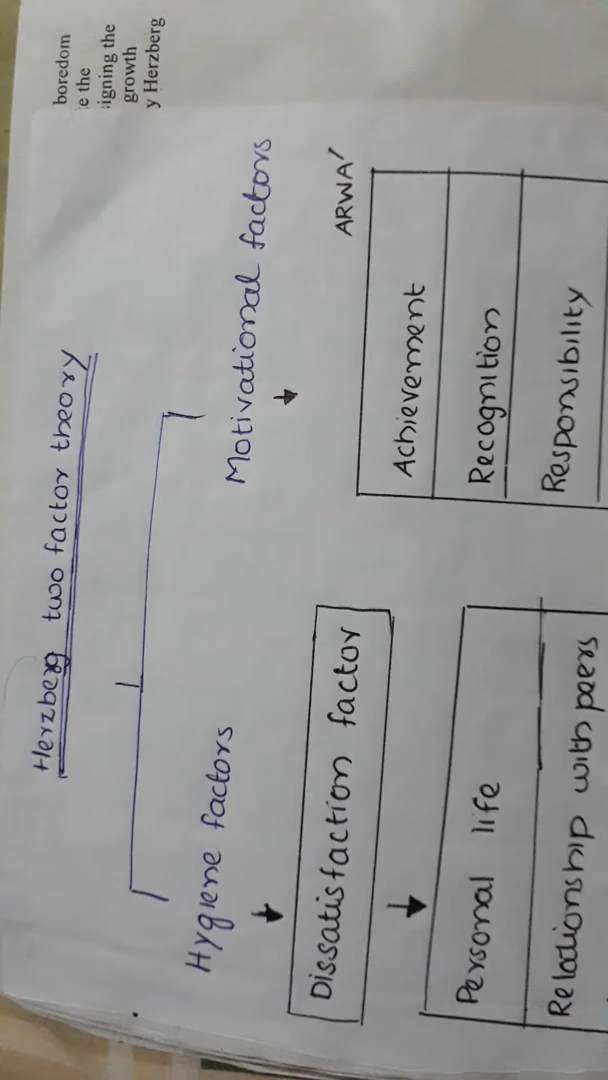 boredom
e the
igning the
growth
y Herzberg
Herzberg two factor theory
Hygiene factors
Motivational factors
Dissatisfaction factor
ARWA'
Personal life
Relationship with peers
Achievement
Recognition
Responsibility